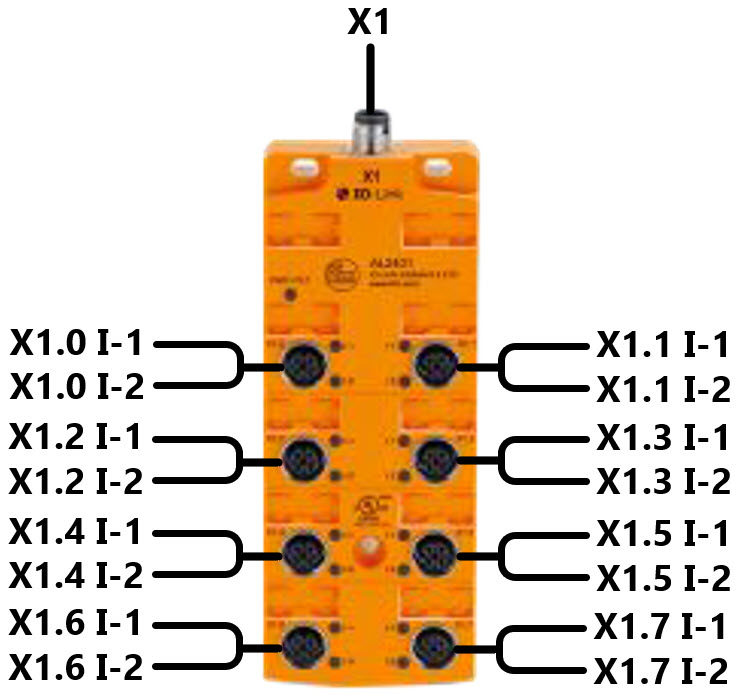 X1
X1
IO-Link
AL2401
X1.0 I-1
X1.0 I-2
X1.1 I-1
X1.1 I-2
X1.2 I-1
X1.2 I-2
X1.3 I-1
X1.3 I-2
X1.4 I-1
X1.4 I-2
X1.5 I-1
X1.5 I-2
X1.6 I-1
X1.6 I-2
X1.7 I-1
X1.7 I-2